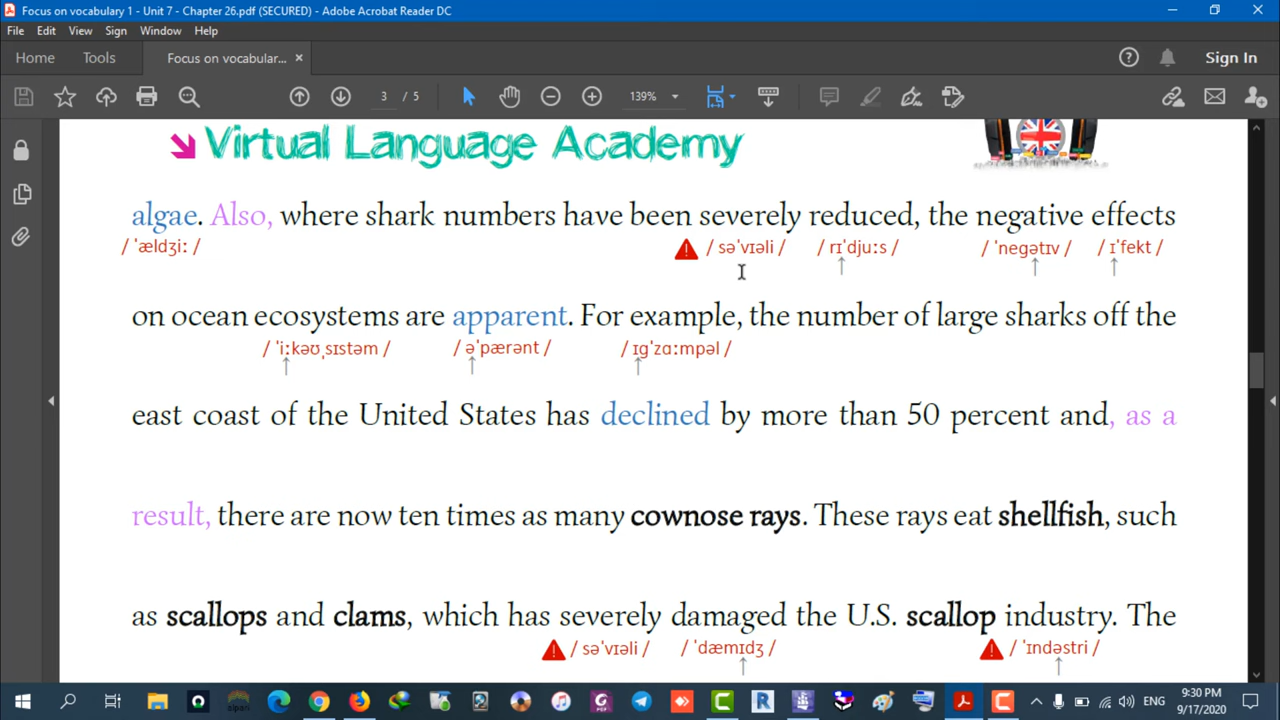 Focus on vocabulary 1 - Unit 7 - Chapter 26.pdf (SECURED) - Adobe Acrobat Reader DC
File Edit View Sign Window Help
Home Tools Focus on vocabular... × Sign In
3 / 5 139%
Virtual Language Academy
algae. Also, where shark numbers have been severely reduced, the negative effects
/ ˈældʒiː / / səˈvɪəli / / rɪˈdjuːs / / ˈnegətɪv / / ɪˈfekt /
on ocean ecosystems are apparent. For example, the number of large sharks off the
/ ˈiːkəʊˌsɪstəm / / əˈpærənt / / ɪgˈzɑːmpəl /
east coast of the United States has declined by more than 50 percent and, as a
result, there are now ten times as many cownose rays. These rays eat shellfish, such
as scallops and clams, which has severely damaged the U.S. scallop industry. The
/ səˈvɪəli / / ˈdæmɪdʒ / / ˈɪndəstri /
ENG 9:30 PM
9/17/2020